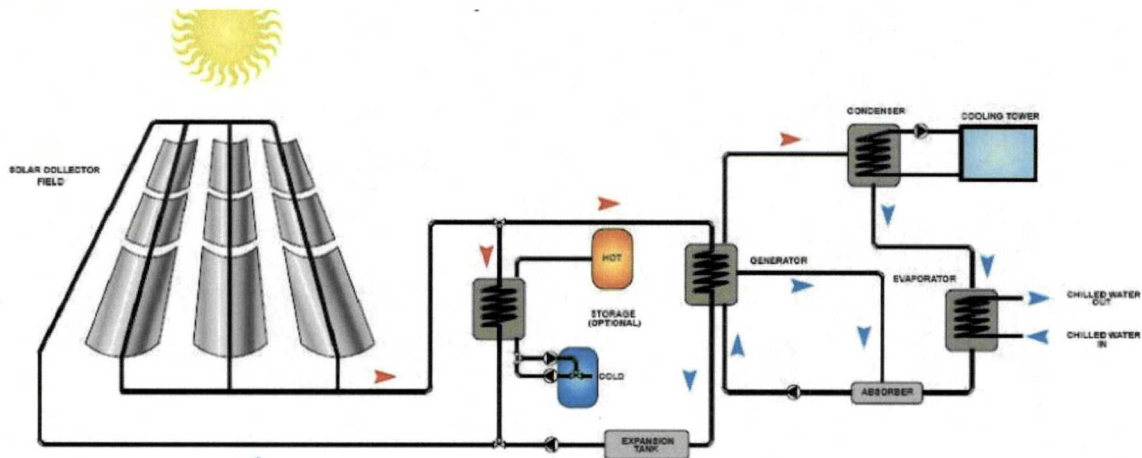 CONDENSER
COOLING TOWER
SOLAR COLLECTOR
FIELD
HOT
GENERATOR
EVAPORATOR
STORAGE
(OPTIONAL)
CHILLED WATER
OUT
CHILLED WATER
IN
COLD
ABSORBER
EXPANSION
TANK